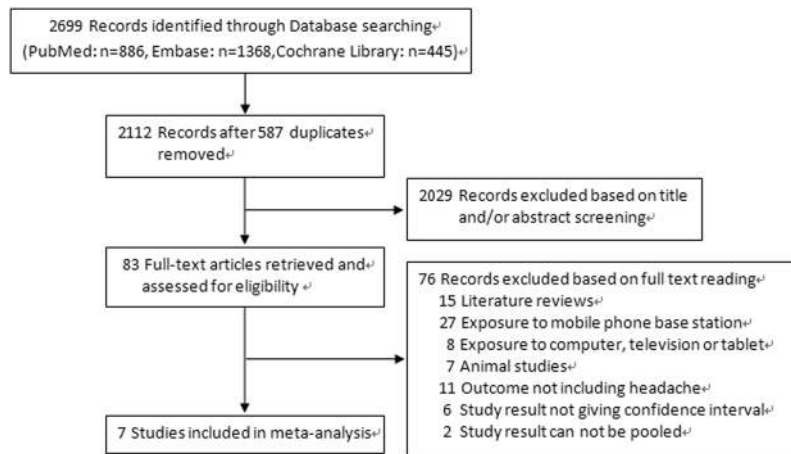 2699 Records identified through Database searching↵
(PubMed: n=886, Embase: n=1368,Cochrane Library: n=445)↵
2112 Records after 587 duplicates↵
removed↵
2029 Records excluded based on title
and/or abstract screening↵
83 Full-text articles retrieved and↵
assessed for eligibility ↵
76 Records excluded based on full text reading↵
15 Literature reviews↵
27 Exposure to mobile phone base station↵
8 Exposure to computer, television or tablet↵
7 Animal studies↵
11 Outcome not including headache↵
6 Study result not giving confidence interval↵
2 Study result can not be pooled↵
7 Studies included in meta-analysis↵